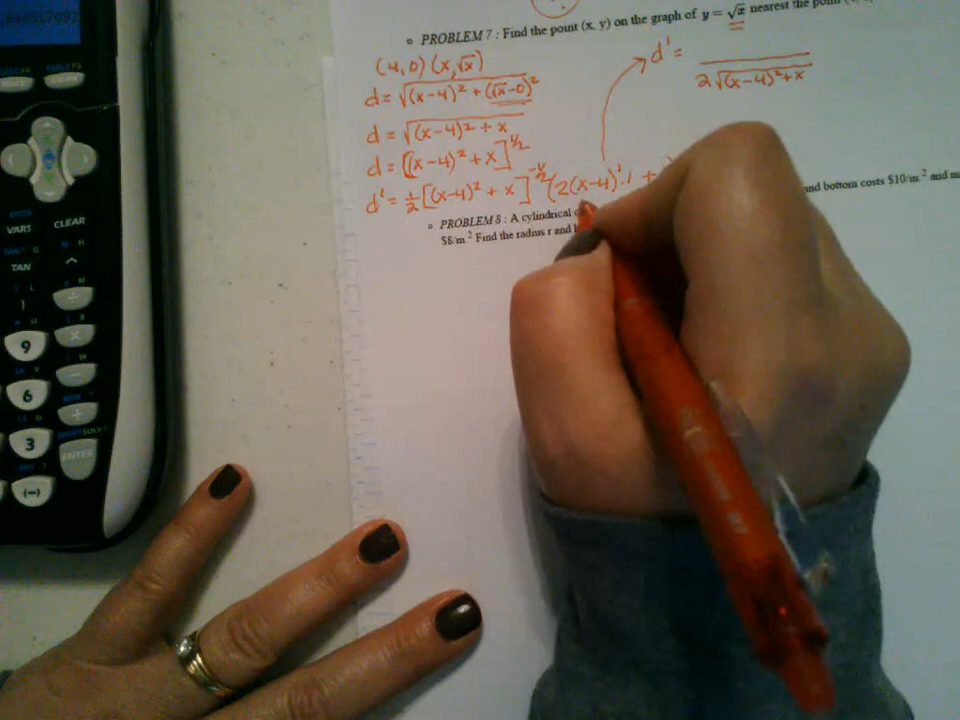 PROBLEM 7 : Find the point (x, y) on the graph of y = √x nearest the point
(4,0) (x,√x)
d = √(x-4)² + (√x-0)²
d = √(x-4)² + x
d = [(x-4)² + x]^1/2
d' = 1/2 [(x-4)² + x]^-1/2 (2(x-4)¹·1 +
d' =
2√(x-4)²+x
PROBLEM 8 : A cylindrical
and bottom costs $10/m.² and
$8/m.² Find the radius r and
VARS
CLEAR
TAN
9
6
3
ENTER
(−)